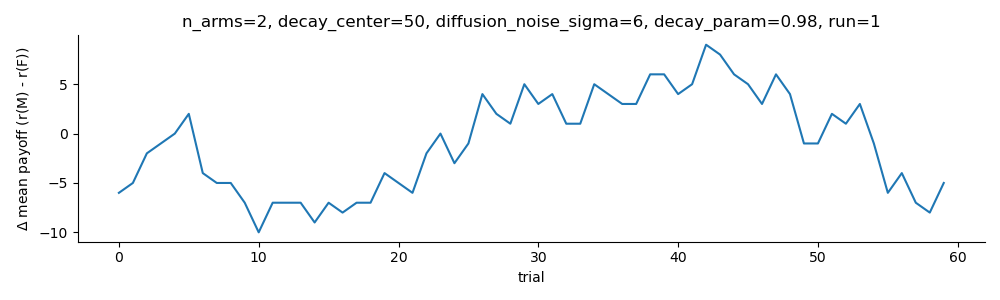 n_arms=2, decay_center=50, diffusion_noise_sigma=6, decay_param=0.98, run=1
Δ mean payoff (r(M) - r(F))
5
0
−5
−10
0 10 20 30 40 50 60
trial